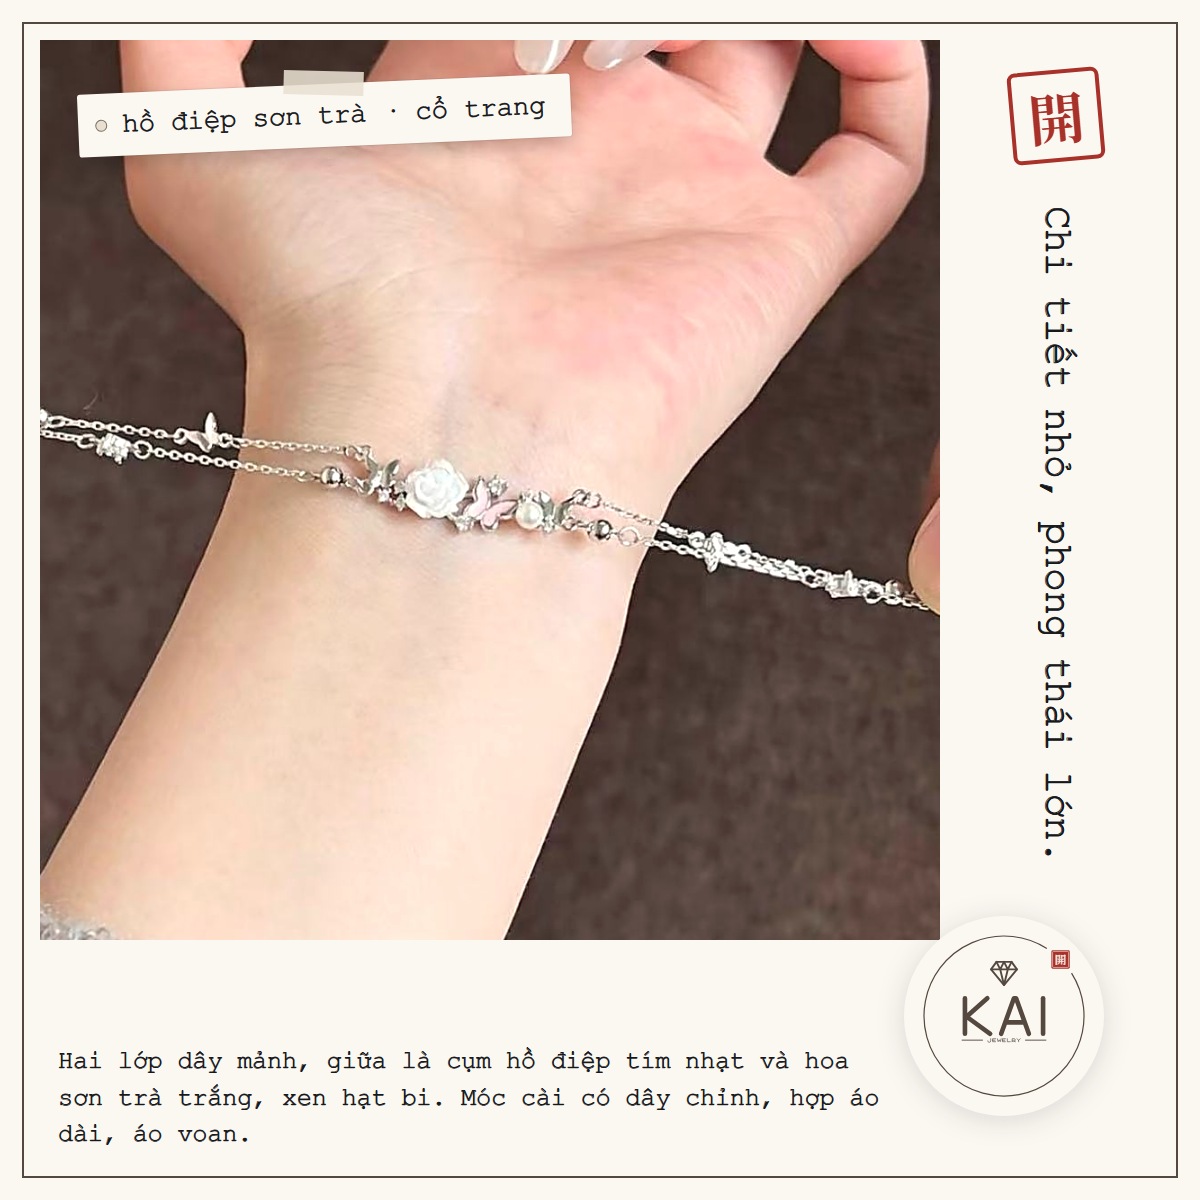 hồ điệp sơn trà · cổ trang
開
Chi tiết nhỏ, phong thái lớn.
開
KAI
JEWELRY
Hai lớp dây mảnh, giữa là cụm hồ điệp tím nhạt và hoa
sơn trà trắng, xen hạt bi. Móc cài có dây chỉnh, hợp áo
dài, áo voan.